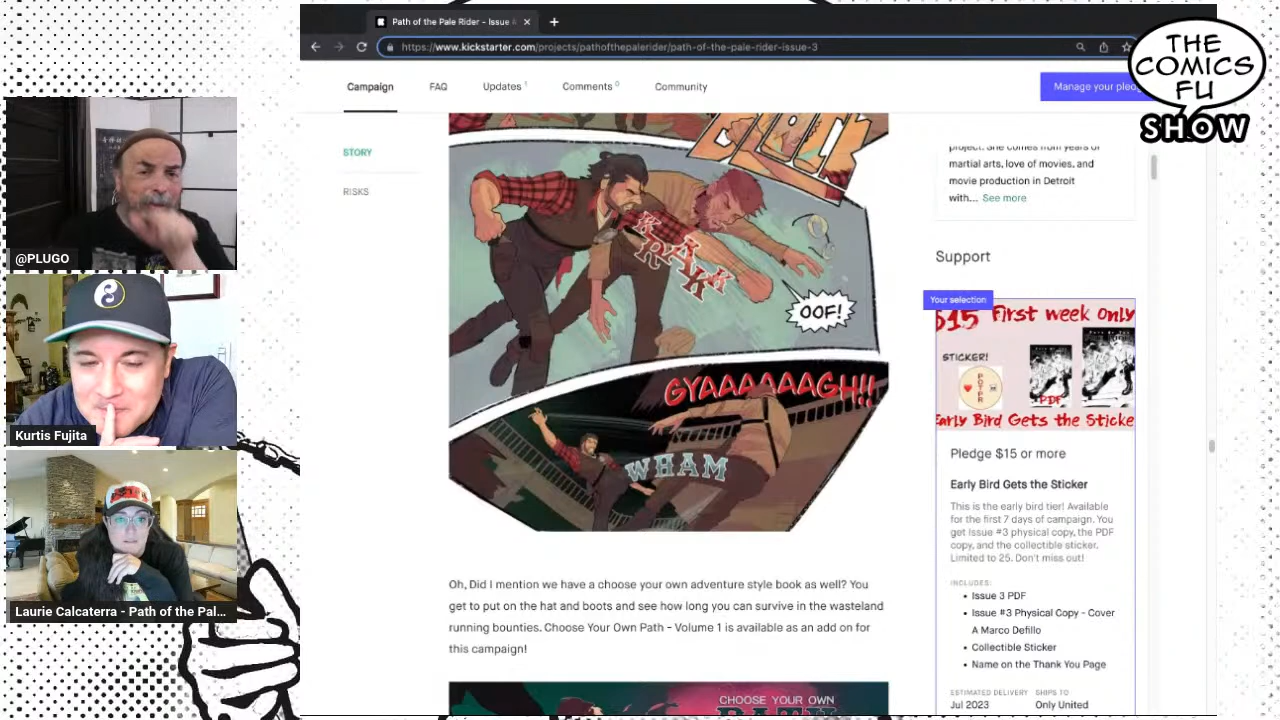 Path of the Pale Rider - Issue
https://www.kickstarter.com/projects/pathofthepalerider/path-of-the-pale-rider-issue-3
THE
COMICS
FU
SHOW
Campaign
FAQ
Updates 1
Comments 0
Community
Manage your pledg
STORY
RISKS
KRAKK
OOF!
GYAAAAAAGH!!
WHAM
project. She comes from years of
martial arts, love of movies, and
movie production in Detroit
with... See more
Support
Your selection
$15 First week only
STICKER!
POTPR
PDF
Early Bird Gets the Sticke
Pledge $15 or more
Early Bird Gets the Sticker
This is the early bird tier! Available
for the first 7 days of campaign. You
get issue #3 physical copy, the PDF
copy, and the collectible sticker.
Limited to 25. Don't miss out!
INCLUDES:
• Issue 3 PDF
• Issue #3 Physical Copy - Cover
A Marco Defillo
• Collectible Sticker
• Name on the Thank You Page
ESTIMATED DELIVERY SHIPS TO
Jul 2023 Only United
Oh, Did I mention we have a choose your own adventure style book as well? You
get to put on the hat and boots and see how long you can survive in the wasteland
running bounties. Choose Your Own Path - Volume 1 is available as an add on for
this campaign!
CHOOSE YOUR OWN
@PLUGO
Kurtis Fujita
Laurie Calcaterra - Path of the Pal...